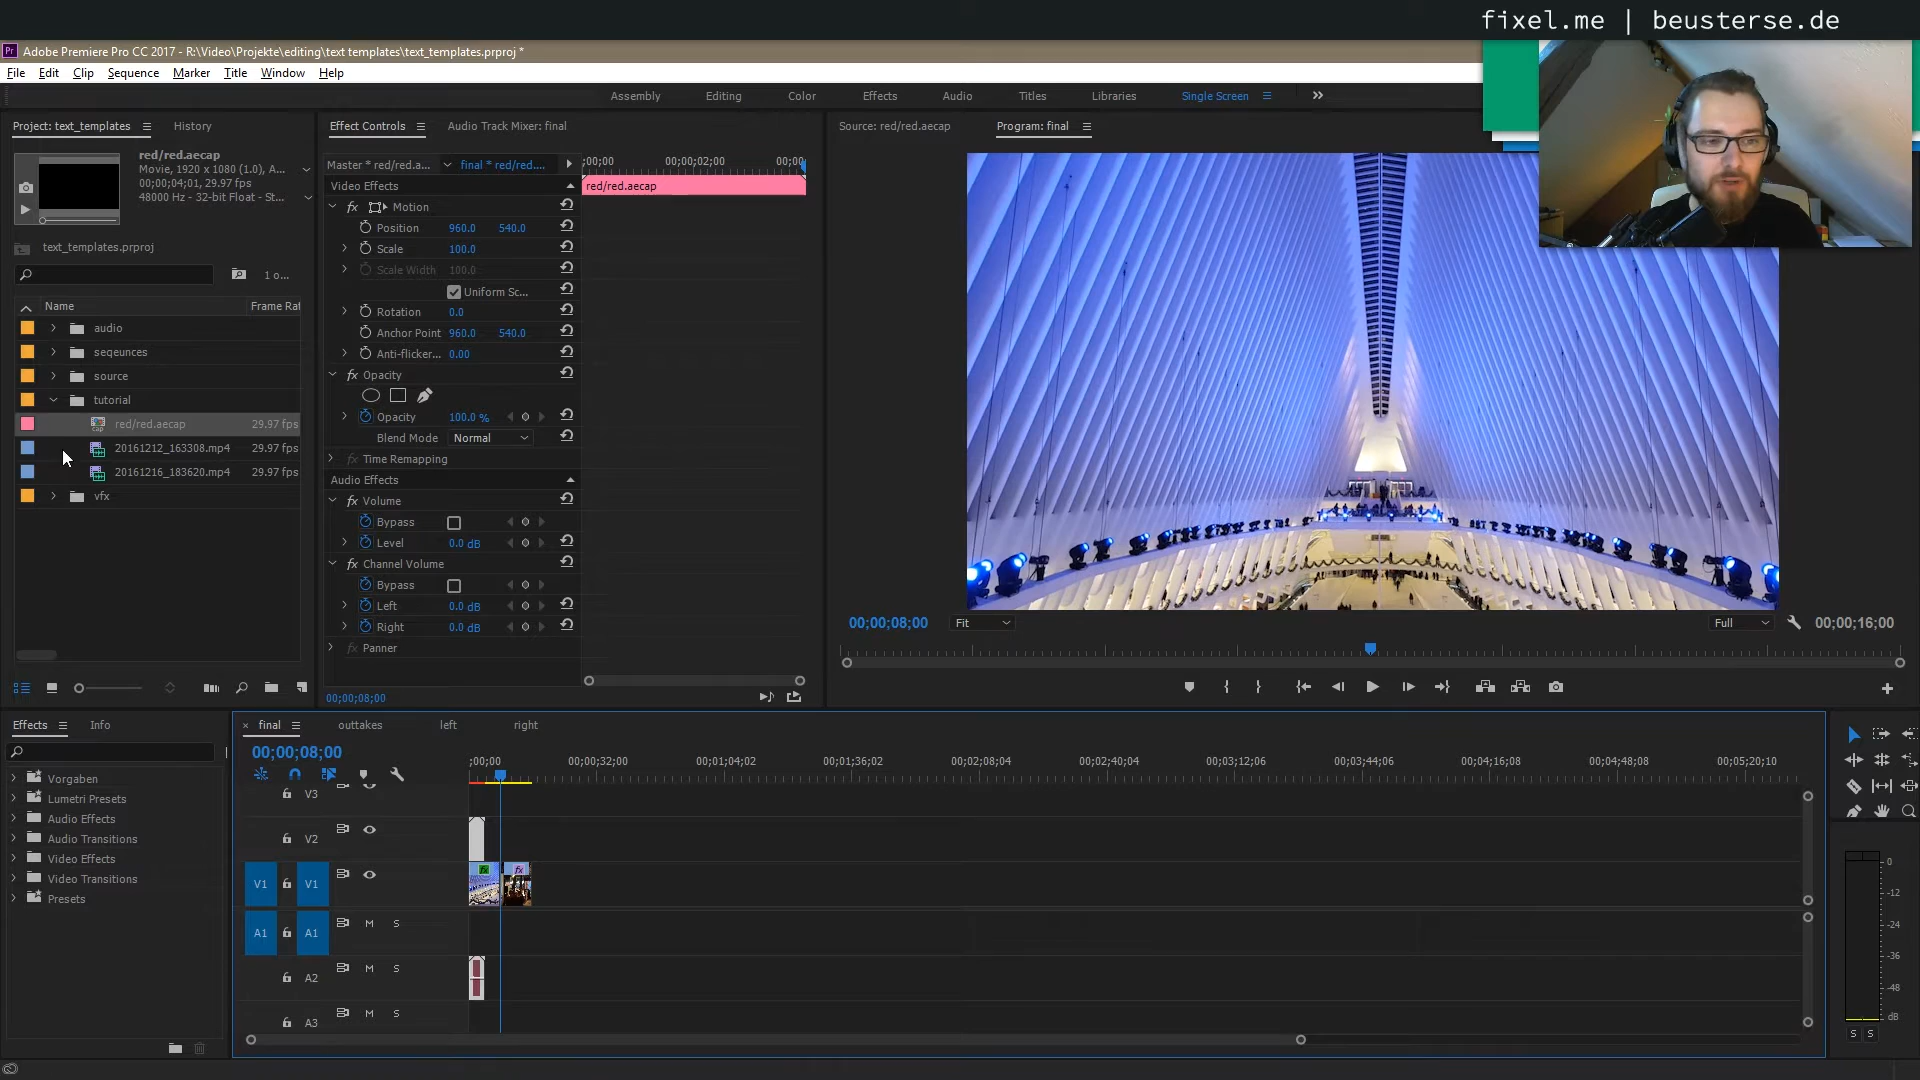 fixel.me | beusterse.de
Adobe Premiere Pro CC 2017 - R:\Video\Projekte\editing\text templates\text_templates.prproj *
File Edit Clip Sequence Marker Title Window Help
Assembly Editing Color Effects Audio Titles Libraries Single Screen
Project: text_templates History
red/red.aecap
Movie, 1920 x 1080 (1.0), A...
00;00;04;01, 29.97 fps
48000 Hz - 32-bit Float - St...
text_templates.prproj
1 o...
Name Frame Rat
audio
seqeunces
source
tutorial
red/red.aecap 29.97 fps
20161212_163308.mp4 29.97 fps
20161216_183620.mp4 29.97 fps
vfx
Effect Controls Audio Track Mixer: final
Master * red/red.a... final * red/red....
;00;00 00;00;02;00 00;00;
Video Effects red/red.aecap
fx Motion
Position 960.0 540.0
Scale 100.0
Scale Width 100.0
Uniform Sc...
Rotation 0.0
Anchor Point 960.0 540.0
Anti-flicker... 0.00
fx Opacity
Opacity 100.0 %
Blend Mode Normal
fx Time Remapping
Audio Effects
fx Volume
Bypass
Level 0.0 dB
fx Channel Volume
Bypass
Left 0.0 dB
Right 0.0 dB
fx Panner
00;00;08;00
Source: red/red.aecap Program: final
00;00;08;00 Fit Full 00;00;16;00
Effects Info
Vorgaben
Lumetri Presets
Audio Effects
Audio Transitions
Video Effects
Video Transitions
Presets
× final outtakes left right
00;00;08;00
;00;00 00;00;32;00 00;01;04;02 00;01;36;02 00;02;08;04 00;02;40;04 00;03;12;06 00;03;44;06 00;04;16;08 00;04;48;08 00;05;20;10
V3
V2
V1 V1 fx fx
A1 A1 M S
A2 M S
A3 M S
0
-12
-24
-36
-48
dB
S S